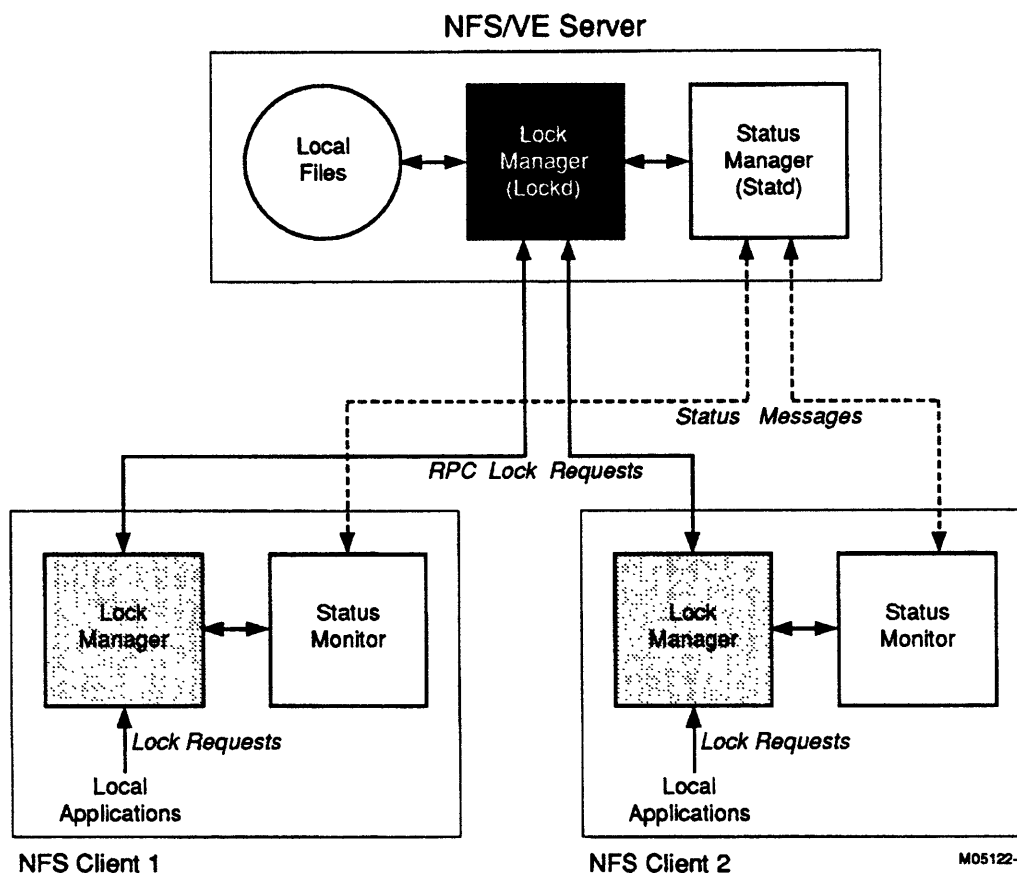 NFS/VE Server
Local
Files
Lock
Manager
(Lockd)
Status
Manager
(Statd)
Status Messages
RPC Lock Requests
Lock
Manager
Status
Monitor
Lock Requests
Local
Applications
NFS Client 1
Lock
Manager
Status
Monitor
Lock Requests
Local
Applications
NFS Client 2
M05122-